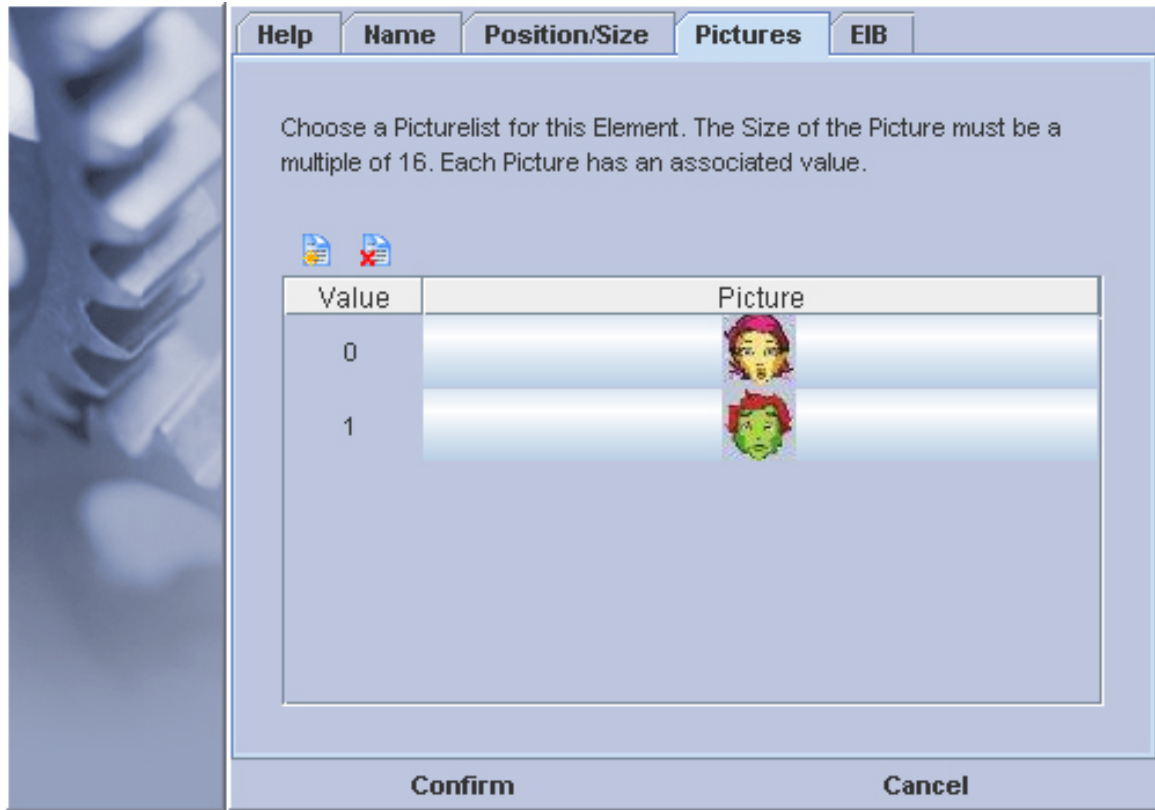 Help Name Position/Size Pictures EIB
Choose a Picturelist for this Element. The Size of the Picture must be a
multiple of 16. Each Picture has an associated value.
Value Picture
0
1
Confirm Cancel